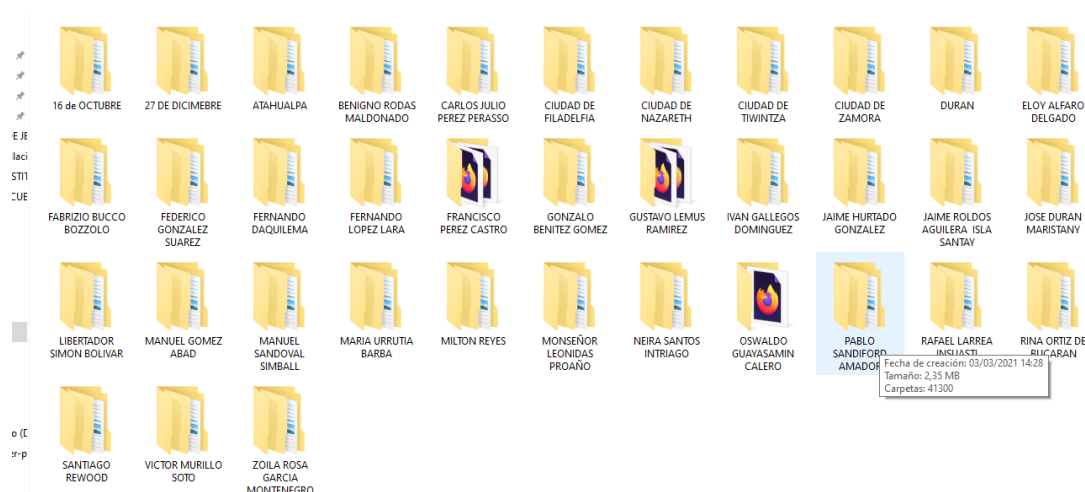 16 de OCTUBRE
27 DE DICIMEBRE
ATAHUALPA
BENIGNO RODAS
MALDONADO
CARLOS JULIO
PEREZ PERASSO
CIUDAD DE
FILADELFIA
CIUDAD DE
NAZARETH
CIUDAD DE
TIWINTZA
CIUDAD DE
ZAMORA
DURAN
ELOY ALFARO
DELGADO
FABRIZIO BUCCO
BOZZOLO
FEDERICO
GONZALEZ
SUAREZ
FERNANDO
DAQUILEMA
FERNANDO
LOPEZ LARA
FRANCISCO
PEREZ CASTRO
GONZALO
BENITEZ GOMEZ
GUSTAVO LEMUS
RAMIREZ
IVAN GALLEGOS
DOMINGUEZ
JAIME HURTADO
GONZALEZ
JAIME ROLDOS
AGUILERA ISLA
SANTAY
JOSE DURAN
MARISTANY
LIBERTADOR
SIMON BOLIVAR
MANUEL GOMEZ
ABAD
MANUEL
SANDOVAL
SIMBALL
MARIA URRUTIA
BARBA
MILTON REYES
MONSEÑOR
LEONIDAS
PROAÑO
NEIRA SANTOS
INTRIAGO
OSWALDO
GUAYASAMIN
CALERO
PABLO
SANDIFORD
AMADOR
RAFAEL LARREA
INSUASTI
RINA ORTIZ DE
BUCARAN
Fecha de creación: 03/03/2021 14:28
Tamaño: 2,35 MB
Carpetas: 41300
SANTIAGO
REWOOD
VICTOR MURILLO
SOTO
ZOILA ROSA
GARCIA
MONTENEGRO